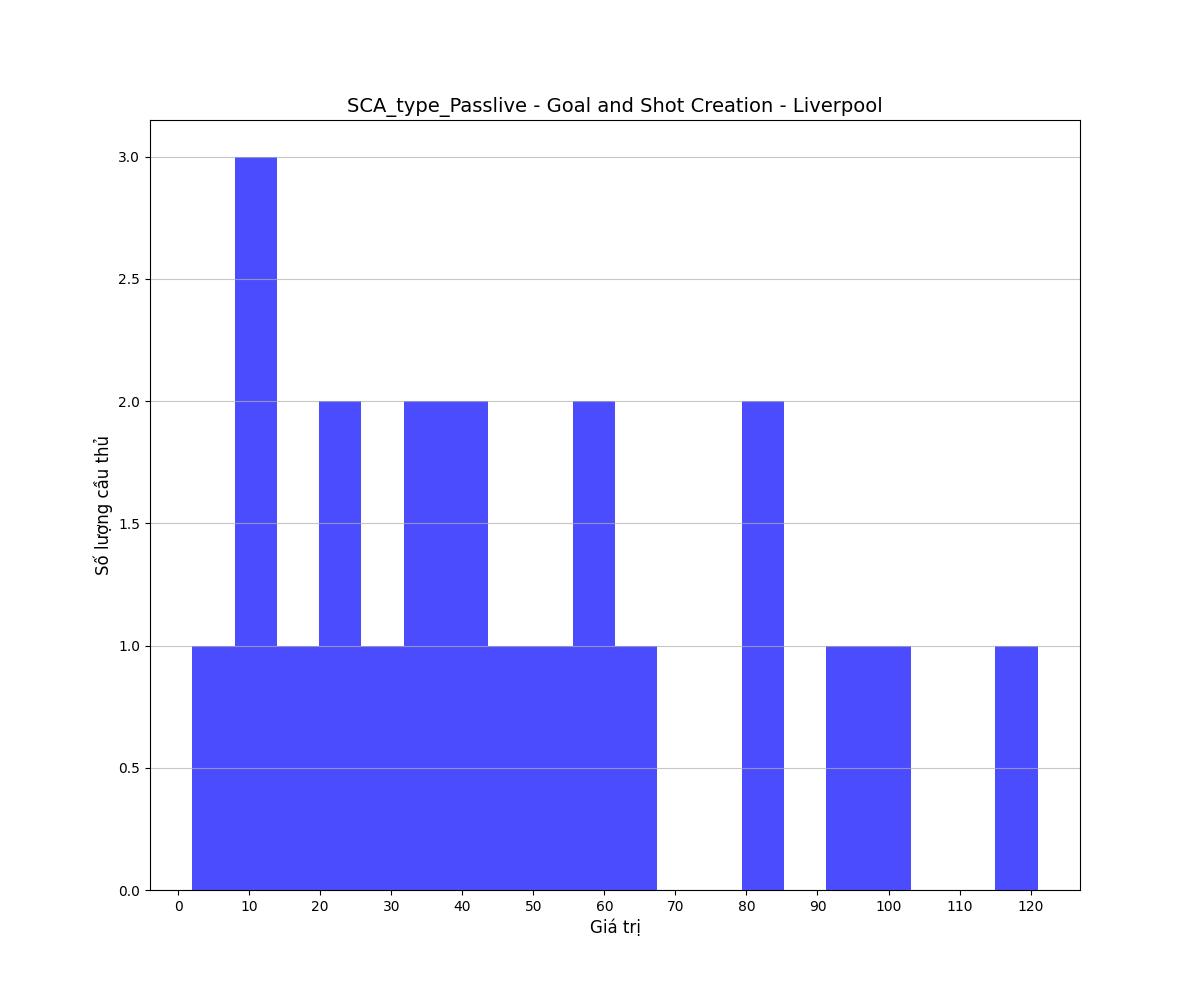 SCA_type_Passlive - Goal and Shot Creation - Liverpool
3.0
2.5
2.0
1.5
1.0
0.5
0.0
Số lượng cầu thủ
0 10 20 30 40 50 60 70 80 90 100 110 120
Giá trị